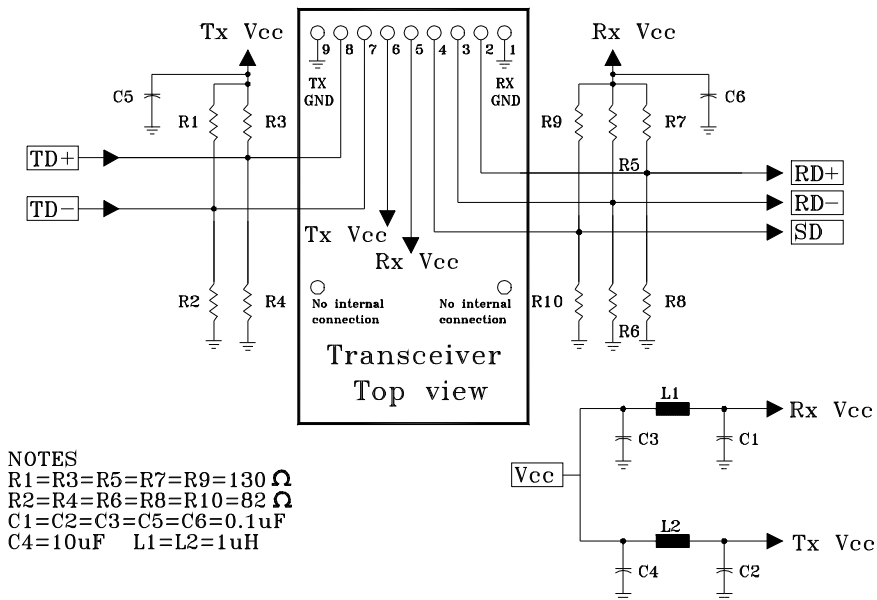 Tx Vcc
Rx Vcc
9 8 7 6 5 4 3 2 1
TX
GND
RX
GND
C5
C6
R1
R3
R9
R7
R5
TD+
TD-
RD+
RD-
SD
Tx Vcc
Rx Vcc
R2
R4
R10
R8
R6
No internal
connection
No internal
connection
Transceiver
Top view
L1
Rx Vcc
C3
C1
Vcc
L2
Tx Vcc
C4
C2
NOTES
R1=R3=R5=R7=R9=130 Ω
R2=R4=R6=R8=R10=82 Ω
C1=C2=C3=C5=C6=0.1uF
C4=10uF L1=L2=1uH